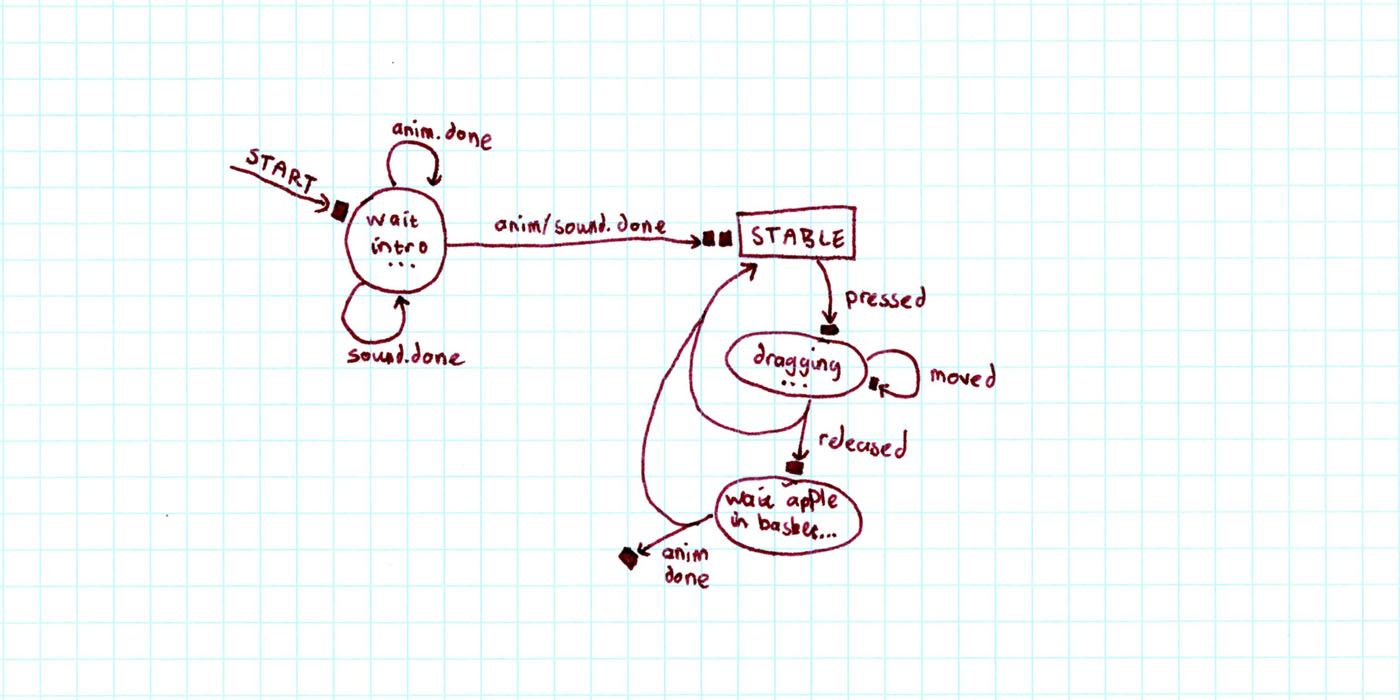 anim.done
START
wait
intro
...
anim/sound.done
STABLE
pressed
sound.done
dragging
...
moved
released
wait apple
in basket...
anim
done